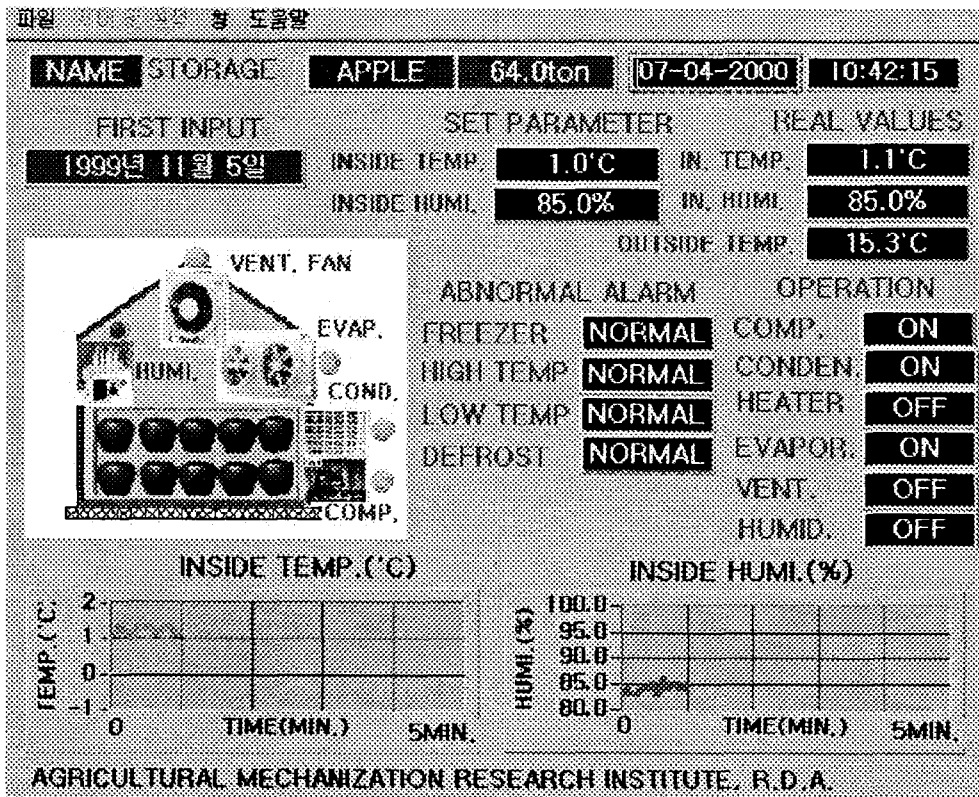 파일 창 도움말
NAME STORAGE APPLE 64.0ton 07-04-2000 10:42:15
FIRST INPUT SET PARAMETER REAL VALUES
1999년 11월 5일 INSIDE TEMP. 1.0'C IN. TEMP. 1.1'C
INSIDE HUMI. 85.0% IN. HUMI. 85.0%
OUTSIDE TEMP. 15.3'C
VENT. FAN
EVAP.
HUMI.
COND.
COMP.
ABNORMAL ALARM OPERATION
FREEZER NORMAL COMP. ON
HIGH TEMP NORMAL CONDEN. ON
LOW TEMP NORMAL HEATER OFF
DEFROST NORMAL EVAPOR. ON
VENT. OFF
HUMID. OFF
INSIDE TEMP.('C) INSIDE HUMI.(%)
TEMP.('C)
2
1
0
-1
0 TIME(MIN.) 5MIN.
HUMI.(%)
100.0
95.0
90.0
85.0
80.0
0 TIME(MIN.) 5MIN.
AGRICULTURAL MECHANIZATION RESEARCH INSTITUTE, R.D.A.